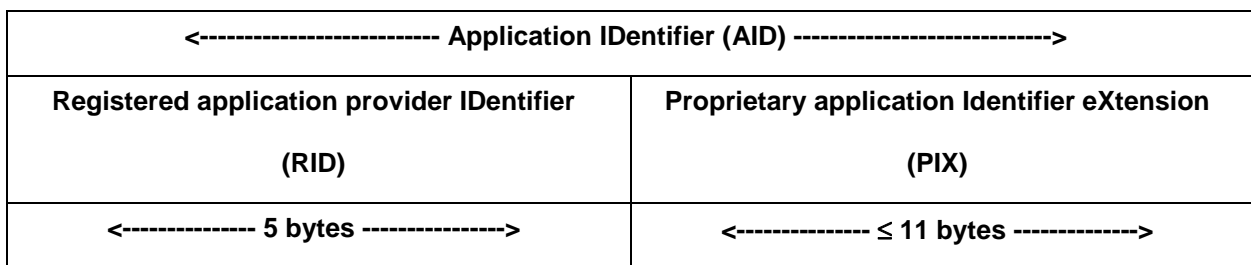 <--------------------------- Application IDentifier (AID) ----------------------------->
Registered application provider IDentifier
(RID)
Proprietary application Identifier eXtension
(PIX)
<--------------- 5 bytes ---------------->
<--------------- ≤ 11 bytes -------------->